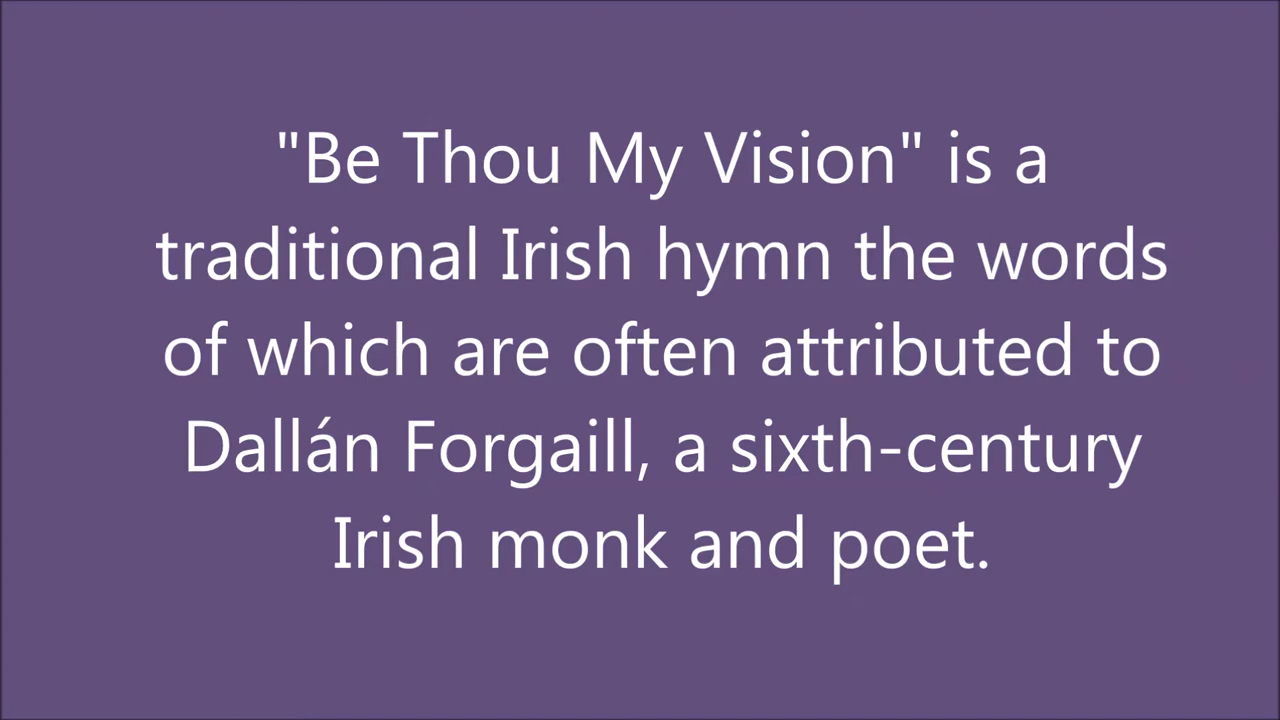 "Be Thou My Vision" is a
traditional Irish hymn the words
of which are often attributed to
Dallán Forgaill, a sixth-century
Irish monk and poet.